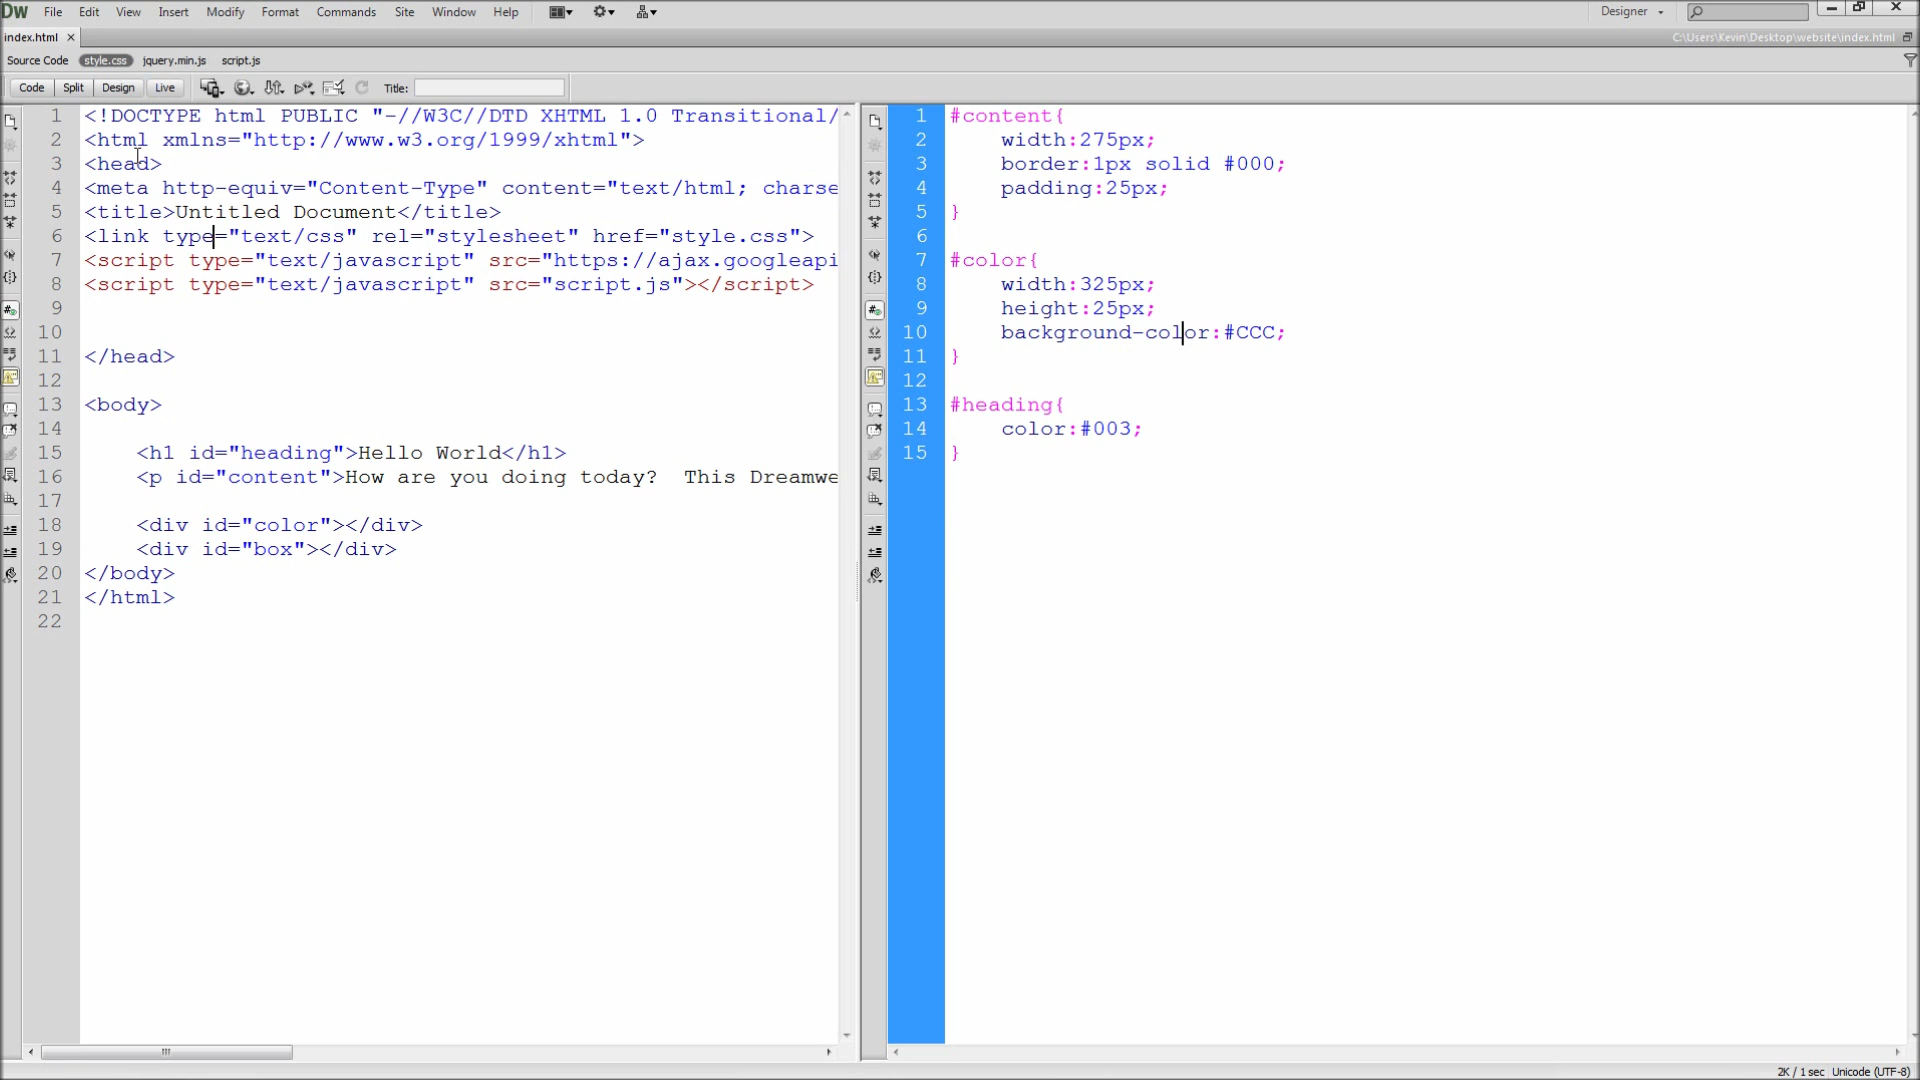 DW File Edit View Insert Modify Format Commands Site Window Help Designer
index.html × C:\Users\Kevin\Desktop\website\index.html
Source Code style.css jquery.min.js script.js
Code Split Design Live Title:
1 <!DOCTYPE html PUBLIC "-//W3C//DTD XHTML 1.0 Transitional/
2 <html xmlns="http://www.w3.org/1999/xhtml">
3 <head>
4 <meta http-equiv="Content-Type" content="text/html; charse
5 <title>Untitled Document</title>
6 <link type="text/css" rel="stylesheet" href="style.css">
7 <script type="text/javascript" src="https://ajax.googleapi
8 <script type="text/javascript" src="script.js"></script>
9
10
11 </head>
12
13 <body>
14
15 <h1 id="heading">Hello World</h1>
16 <p id="content">How are you doing today?  This Dreamwe
17
18 <div id="color"></div>
19 <div id="box"></div>
20 </body>
21 </html>
22
1 #content{
2 width:275px;
3 border:1px solid #000;
4 padding:25px;
5 }
6
7 #color{
8 width:325px;
9 height:25px;
10 background-color:#CCC;
11 }
12
13 #heading{
14 color:#003;
15 }
2K / 1 sec Unicode (UTF-8)